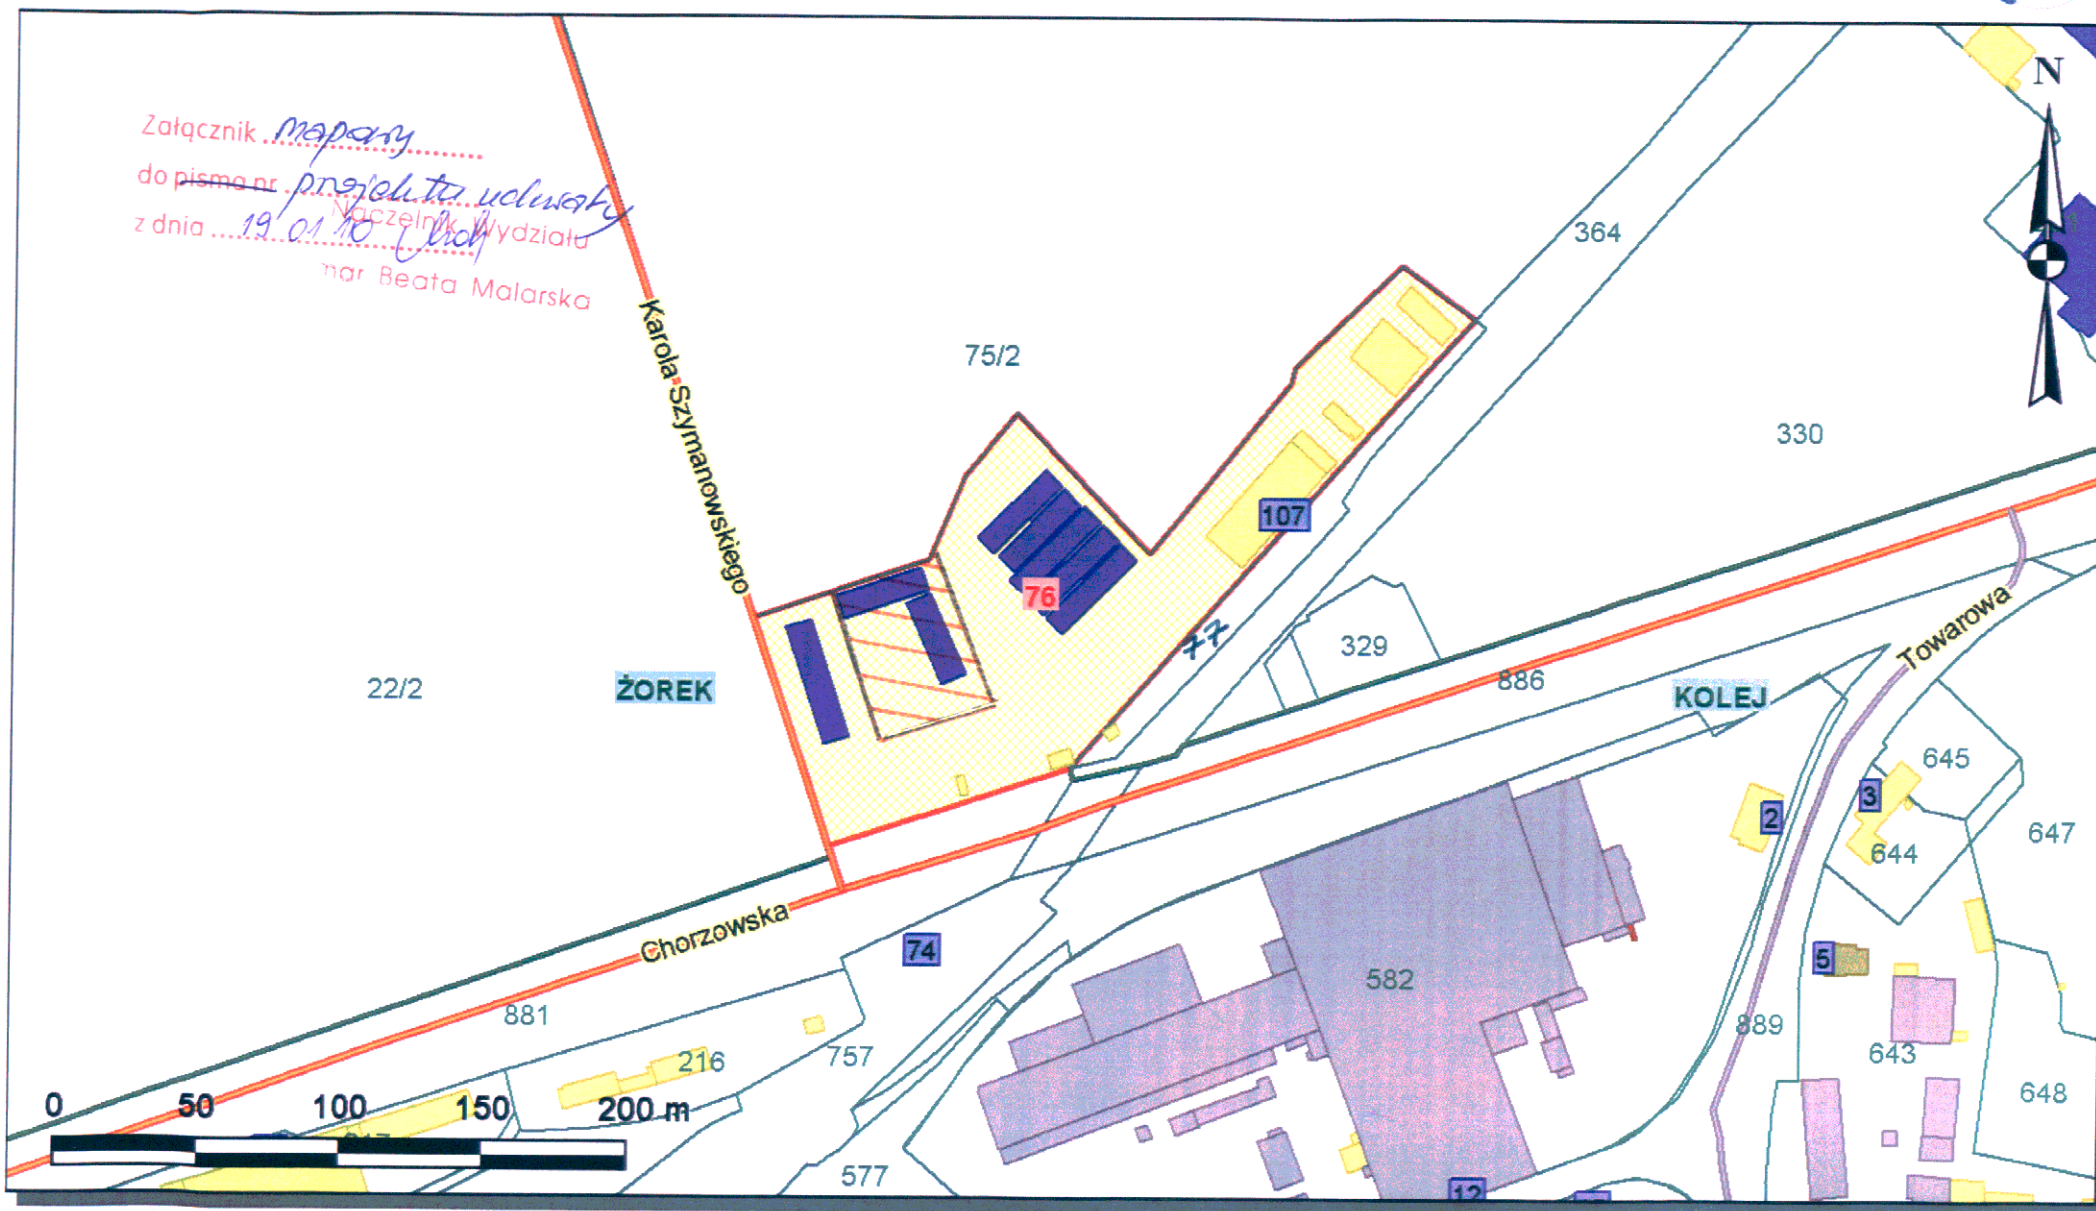 N
Załącznik mapowy
do pisma nr projektu uchwały
Naczelnik Wydziału
z dnia 19 01 10
mgr Beata Malarska
364
Karola Szymanowskiego
75/2
330
107
76
77
329
Towarowa
22/2
ŻOREK
886
KOLEJ
645
3
2
647
644
Chorzowska
74
5
582
881
889
216
757
643
648
0 50 100 150 200 m
577
12